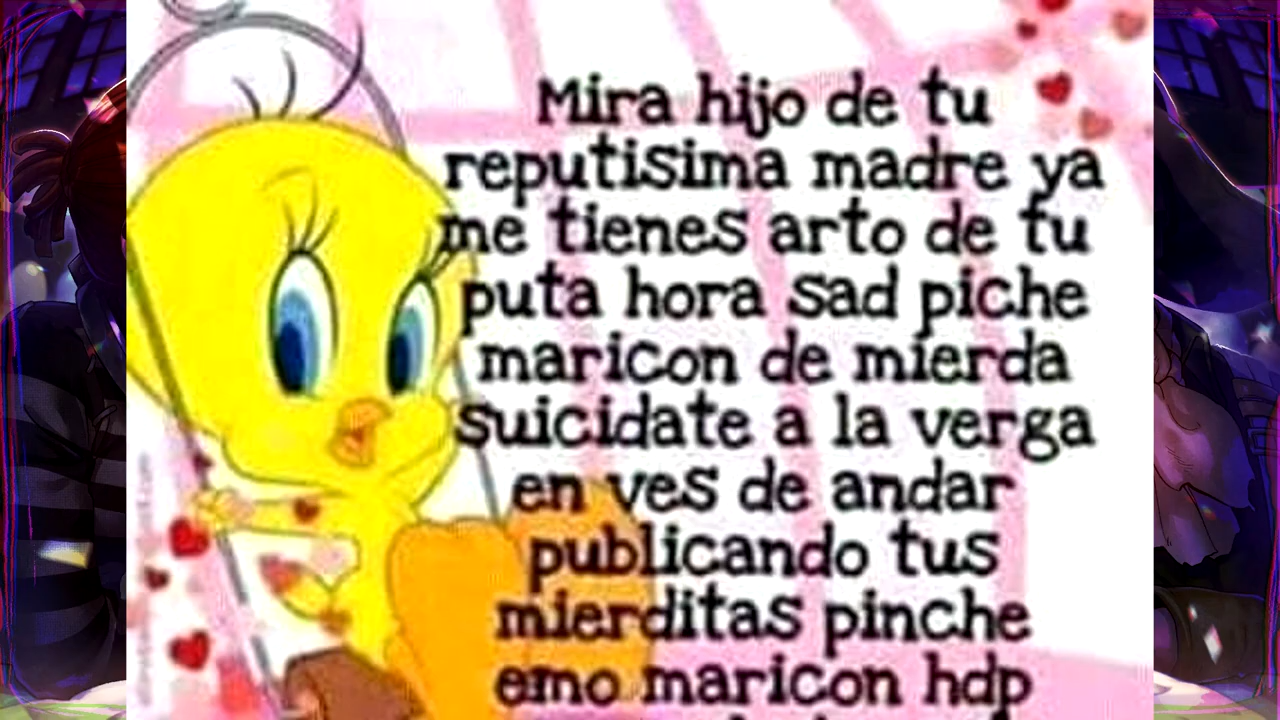 Mira hijo de tu
reputisima madre ya
me tienes arto de tu
puta hora sad piche
maricon de mierda
suicidate a la verga
en ves de andar
publicando tus
mierditas pinche
emo maricon hdp